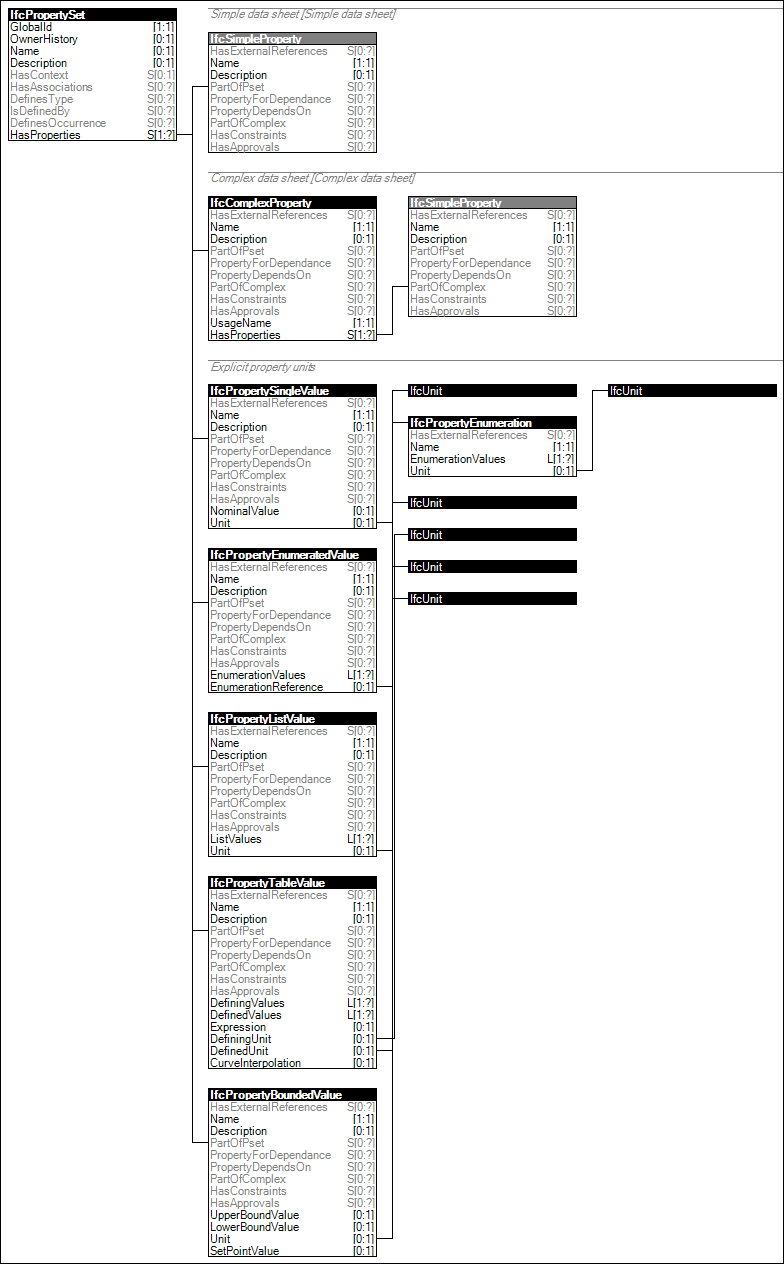 IfcPropertySet
GlobalId [1:1]
OwnerHistory [0:1]
Name [0:1]
Description [0:1]
HasContext S[0:1]
HasAssociations S[0:?]
DefinesType S[0:?]
IsDefinedBy S[0:?]
DefinesOccurrence S[0:?]
HasProperties S[1:?]
Simple data sheet [Simple data sheet]
IfcSimpleProperty
HasExternalReferences S[0:?]
Name [1:1]
Description [0:1]
PartOfPset S[0:?]
PropertyForDependance S[0:?]
PropertyDependsOn S[0:?]
PartOfComplex S[0:?]
HasConstraints S[0:?]
HasApprovals S[0:?]
Complex data sheet [Complex data sheet]
IfcComplexProperty
HasExternalReferences S[0:?]
Name [1:1]
Description [0:1]
PartOfPset S[0:?]
PropertyForDependance S[0:?]
PropertyDependsOn S[0:?]
PartOfComplex S[0:?]
HasConstraints S[0:?]
HasApprovals S[0:?]
UsageName [1:1]
HasProperties S[1:?]
IfcSimpleProperty
HasExternalReferences S[0:?]
Name [1:1]
Description [0:1]
PartOfPset S[0:?]
PropertyForDependance S[0:?]
PropertyDependsOn S[0:?]
PartOfComplex S[0:?]
HasConstraints S[0:?]
HasApprovals S[0:?]
Explicit property units
IfcPropertySingleValue
HasExternalReferences S[0:?]
Name [1:1]
Description [0:1]
PartOfPset S[0:?]
PropertyForDependance S[0:?]
PropertyDependsOn S[0:?]
PartOfComplex S[0:?]
HasConstraints S[0:?]
HasApprovals S[0:?]
NominalValue [0:1]
Unit [0:1]
IfcUnit
IfcPropertyEnumeration
HasExternalReferences S[0:?]
Name [1:1]
EnumerationValues L[1:?]
Unit [0:1]
IfcUnit
IfcUnit
IfcUnit
IfcUnit
IfcUnit
IfcPropertyEnumeratedValue
HasExternalReferences S[0:?]
Name [1:1]
Description [0:1]
PartOfPset S[0:?]
PropertyForDependance S[0:?]
PropertyDependsOn S[0:?]
PartOfComplex S[0:?]
HasConstraints S[0:?]
HasApprovals S[0:?]
EnumerationValues L[1:?]
EnumerationReference [0:1]
IfcPropertyListValue
HasExternalReferences S[0:?]
Name [1:1]
Description [0:1]
PartOfPset S[0:?]
PropertyForDependance S[0:?]
PropertyDependsOn S[0:?]
PartOfComplex S[0:?]
HasConstraints S[0:?]
HasApprovals S[0:?]
ListValues L[1:?]
Unit [0:1]
IfcPropertyTableValue
HasExternalReferences S[0:?]
Name [1:1]
Description [0:1]
PartOfPset S[0:?]
PropertyForDependance S[0:?]
PropertyDependsOn S[0:?]
PartOfComplex S[0:?]
HasConstraints S[0:?]
HasApprovals S[0:?]
DefiningValues L[1:?]
DefinedValues L[1:?]
Expression [0:1]
DefiningUnit [0:1]
DefinedUnit [0:1]
CurveInterpolation [0:1]
IfcPropertyBoundedValue
HasExternalReferences S[0:?]
Name [1:1]
Description [0:1]
PartOfPset S[0:?]
PropertyForDependance S[0:?]
PropertyDependsOn S[0:?]
PartOfComplex S[0:?]
HasConstraints S[0:?]
HasApprovals S[0:?]
UpperBoundValue [0:1]
LowerBoundValue [0:1]
Unit [0:1]
SetPointValue [0:1]